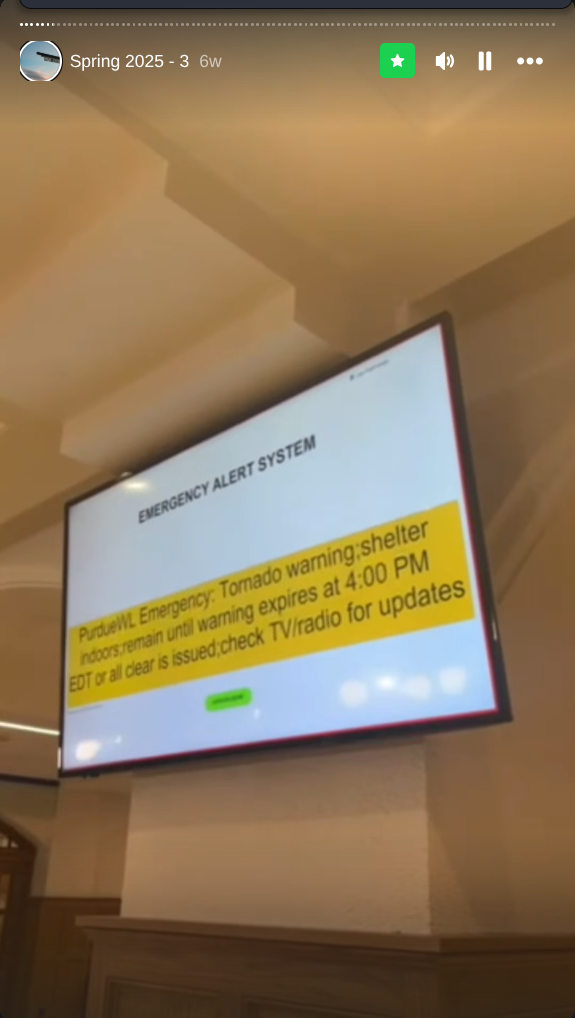 Spring 2025 - 3 6w
EMERGENCY ALERT SYSTEM
PurdueWL Emergency: Tornado warning;shelter
indoors;remain until warning expires at 4:00 PM
EDT or all clear is issued;check TV/radio for updates